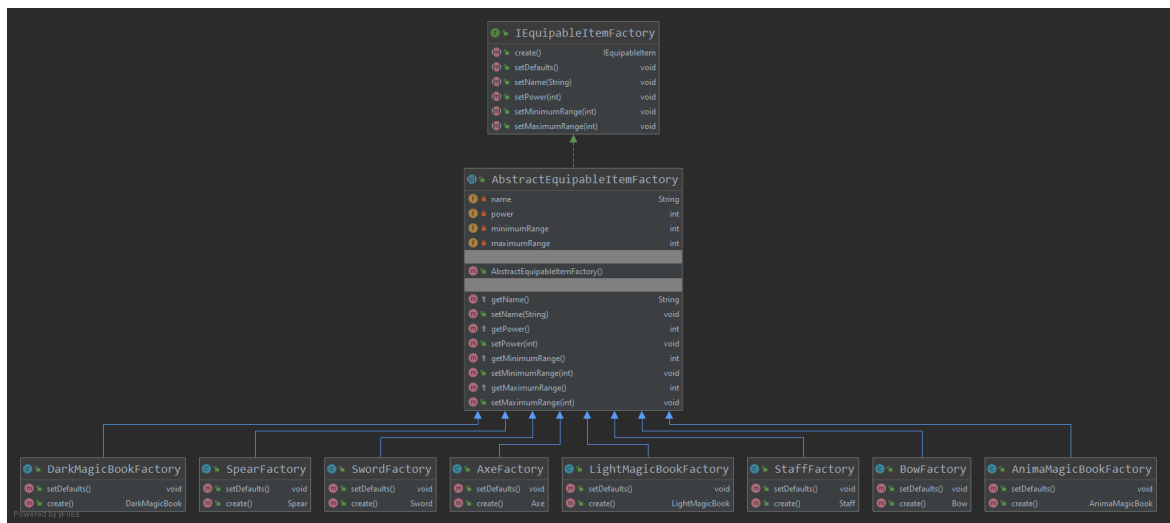 IEquipableItemFactory
create() IEquipableItem
setDefaults() void
setName(String) void
setPower(int) void
setMinimumRange(int) void
setMaximumRange(int) void
AbstractEquipableItemFactory
name String
power int
minimumRange int
maximumRange int
AbstractEquipableItemFactory()
getName() String
setName(String) void
getPower() int
setPower(int) void
getMinimumRange() int
setMinimumRange(int) void
getMaximumRange() int
setMaximumRange(int) void
DarkMagicBookFactory
setDefaults() void
create() DarkMagicBook
SpearFactory
setDefaults() void
create() Spear
SwordFactory
setDefaults() void
create() Sword
AxeFactory
setDefaults() void
create() Axe
LightMagicBookFactory
setDefaults() void
create() LightMagicBook
StaffFactory
setDefaults() void
create() Staff
BowFactory
setDefaults() void
create() Bow
AnimaMagicBookFactory
setDefaults() void
create() AnimaMagicBook
Powered by yFiles